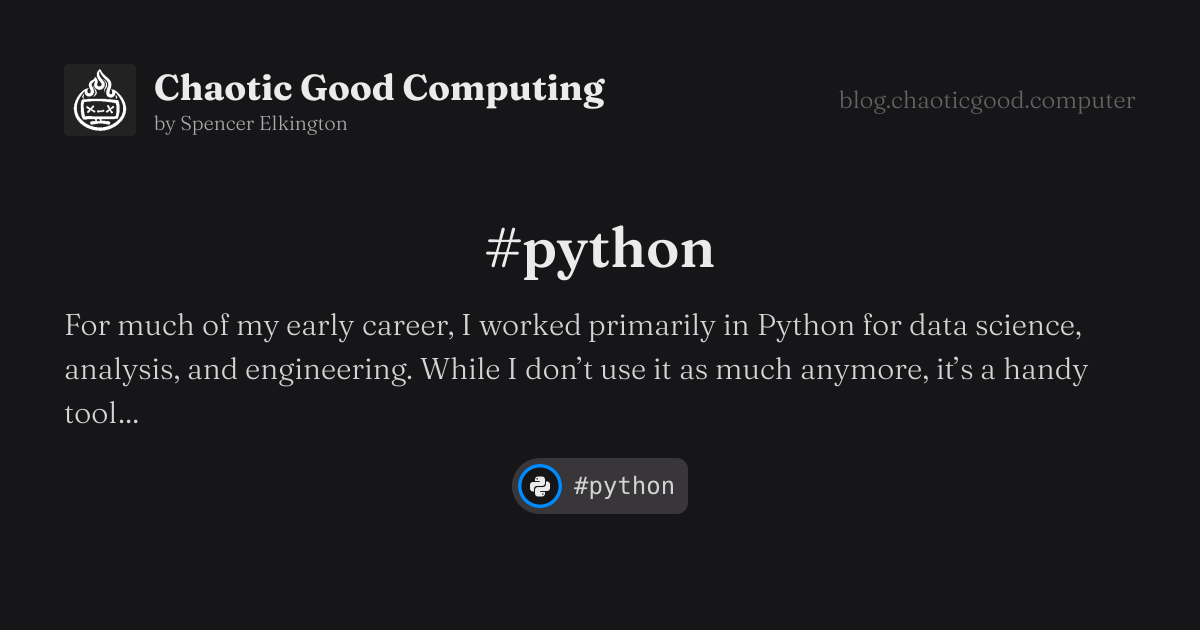 Chaotic Good Computing
by Spencer Elkington
blog.chaoticgood.computer
#python
For much of my early career, I worked primarily in Python for data science,
analysis, and engineering. While I don’t use it as much anymore, it’s a handy
tool...
#python